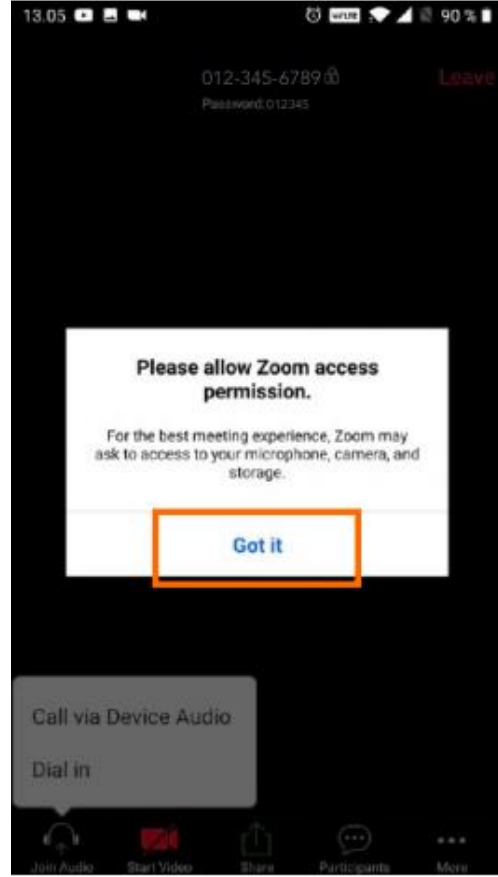 13.05
VoLTE
90 %
012-345-6789
Leave
Password:012345
Please allow Zoom access
permission.
For the best meeting experience, Zoom may
ask to access to your microphone, camera, and
storage.
Got it
Call via Device Audio
Dial in
Join Audio
Start Video
Share
Participants
More